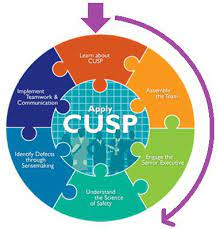 Learn about
CUSP
Assemble
the Team
Engage the
Senior Executive
Understand
the Science
of Safety
Identify Defects
through
Sensemaking
Implement
Teamwork &
Communication
Apply
CUSP